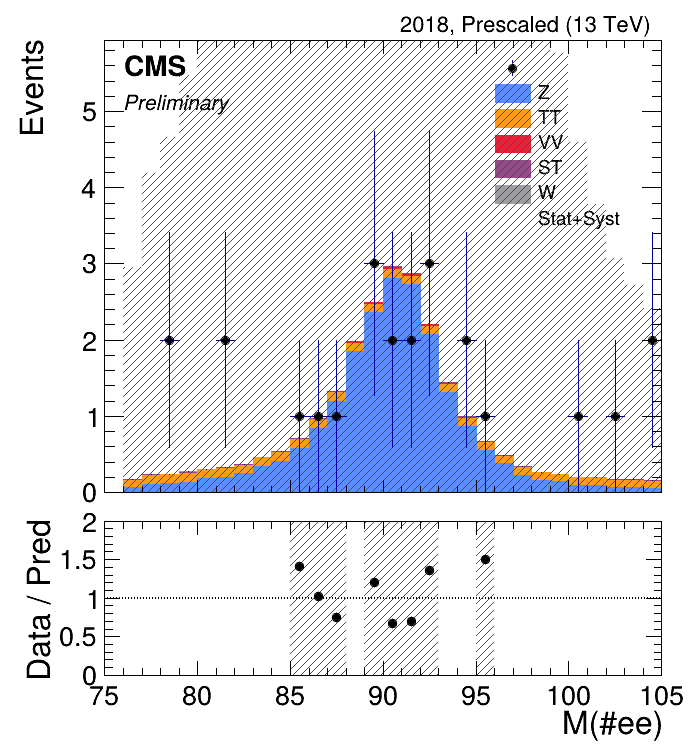 2018, Prescaled (13 TeV)
CMS
Preliminary
Events
Z
TT
VV
ST
W
Stat+Syst
5
4
3
2
1
0
Data / Pred
2
1.5
1
0.5
0
75 80 85 90 95 100 105
M(#ee)